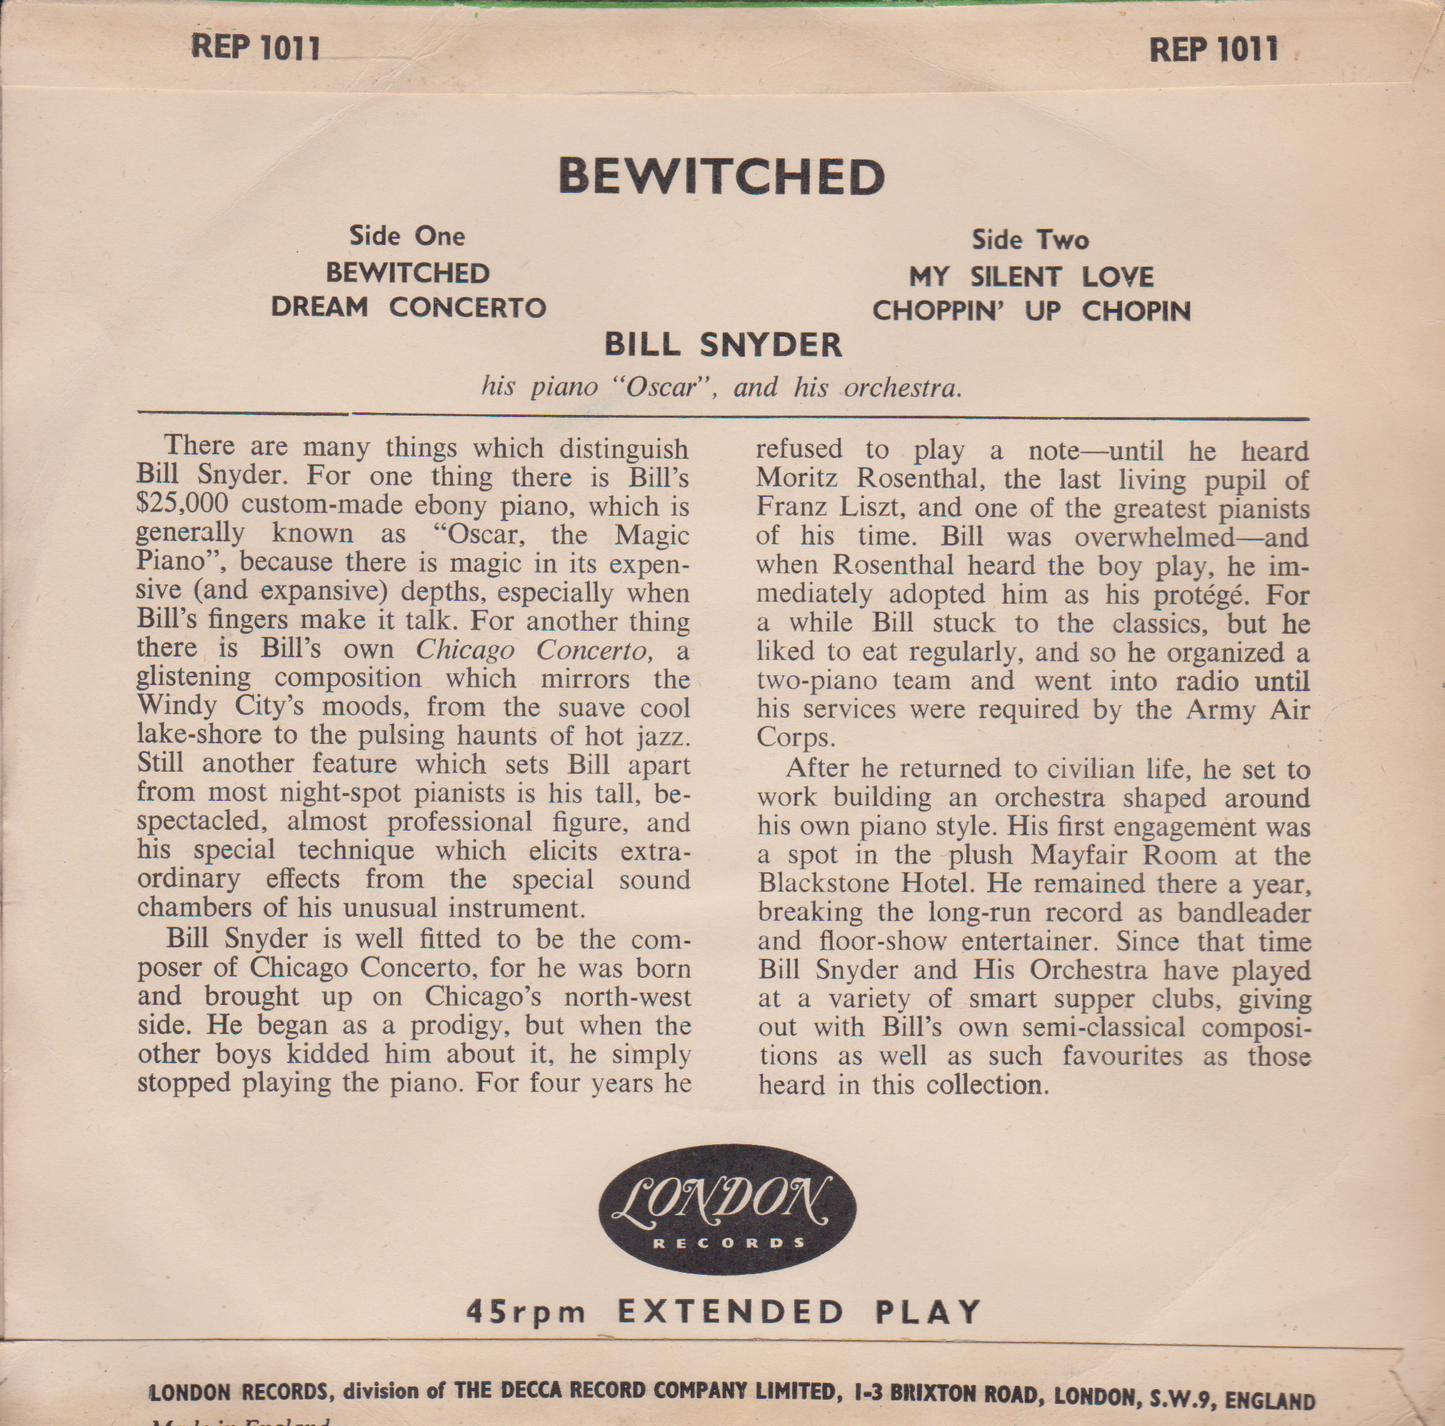 REP 1011
REP 1011
BEWITCHED
Side One
BEWITCHED
DREAM CONCERTO
Side Two
MY SILENT LOVE
CHOPPIN' UP CHOPIN
BILL SNYDER
his piano “Oscar”, and his orchestra.
There are many things which distinguish
Bill Snyder. For one thing there is Bill's
$25,000 custom-made ebony piano, which is
generally known as “Oscar, the Magic
Piano”, because there is magic in its expen-
sive (and expansive) depths, especially when
Bill's fingers make it talk. For another thing
there is Bill's own Chicago Concerto, a
glistening composition which mirrors the
Windy City's moods, from the suave cool
lake-shore to the pulsing haunts of hot jazz.
Still another feature which sets Bill apart
from most night-spot pianists is his tall, be-
spectacled, almost professional figure, and
his special technique which elicits extra-
ordinary effects from the special sound
chambers of his unusual instrument.
Bill Snyder is well fitted to be the com-
poser of Chicago Concerto, for he was born
and brought up on Chicago's north-west
side. He began as a prodigy, but when the
other boys kidded him about it, he simply
stopped playing the piano. For four years he
refused to play a note—until he heard
Moritz Rosenthal, the last living pupil of
Franz Liszt, and one of the greatest pianists
of his time. Bill was overwhelmed—and
when Rosenthal heard the boy play, he im-
mediately adopted him as his protégé. For
a while Bill stuck to the classics, but he
liked to eat regularly, and so he organized a
two-piano team and went into radio until
his services were required by the Army Air
Corps.
After he returned to civilian life, he set to
work building an orchestra shaped around
his own piano style. His first engagement was
a spot in the plush Mayfair Room at the
Blackstone Hotel. He remained there a year,
breaking the long-run record as bandleader
and floor-show entertainer. Since that time
Bill Snyder and His Orchestra have played
at a variety of smart supper clubs, giving
out with Bill's own semi-classical composi-
tions as well as such favourites as those
heard in this collection.
LONDON
RECORDS
45rpm EXTENDED PLAY
LONDON RECORDS, division of THE DECCA RECORD COMPANY LIMITED, 1-3 BRIXTON ROAD, LONDON, S.W.9, ENGLAND
Made in England